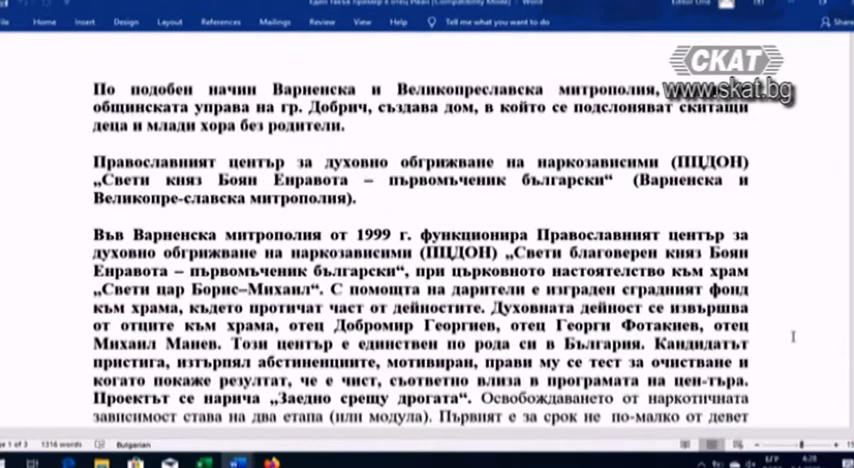 File Home Insert Design Layout References Mailings Review View Help Tell me what you want to do Share
СКАТ
www.skat.bg
По подобен начин Варненска и Великопреславска митрополия,
общинската управа на гр. Добрич, създава дом, в който се подслоняват скитащи
деца и млади хора без родители.
Православният център за духовно обгрижване на наркозависими (ПЦДОН)
„Свети княз Боян Енравота – първомъченик български“ (Варненска и
Великопре-славска митрополия).
Във Варненска митрополия от 1999 г. функционира Православният център за
духовно обгрижване на наркозависими (ПЦДОН) „Свети благоверен княз Боян
Енравота – първомъченик български“, при църковното настоятелство към храм
„Свети цар Борис–Михаил“. С помощта на дарители е изграден сградният фонд
към храма, където протичат част от дейностите. Духовната дейност се извършва
от отците към храма, отец Добромир Георгиев, отец Георги Фотакиев, отец
Михаил Манев. Този център е единствен по рода си в България. Кандидатът
пристига, изтърпял абстиненциите, мотивиран, прави му се тест за очистване и
когато покаже резултат, че е чист, съответно влиза в програмата на цен-търа.
Проектът се нарича „Заедно срещу дрогата“. Освобождаването от наркотичната
зависимост става на два етапа (или модула). Първият е за срок не по-малко от девет
1 of 3 1316 words Bulgarian
БГР 4:28